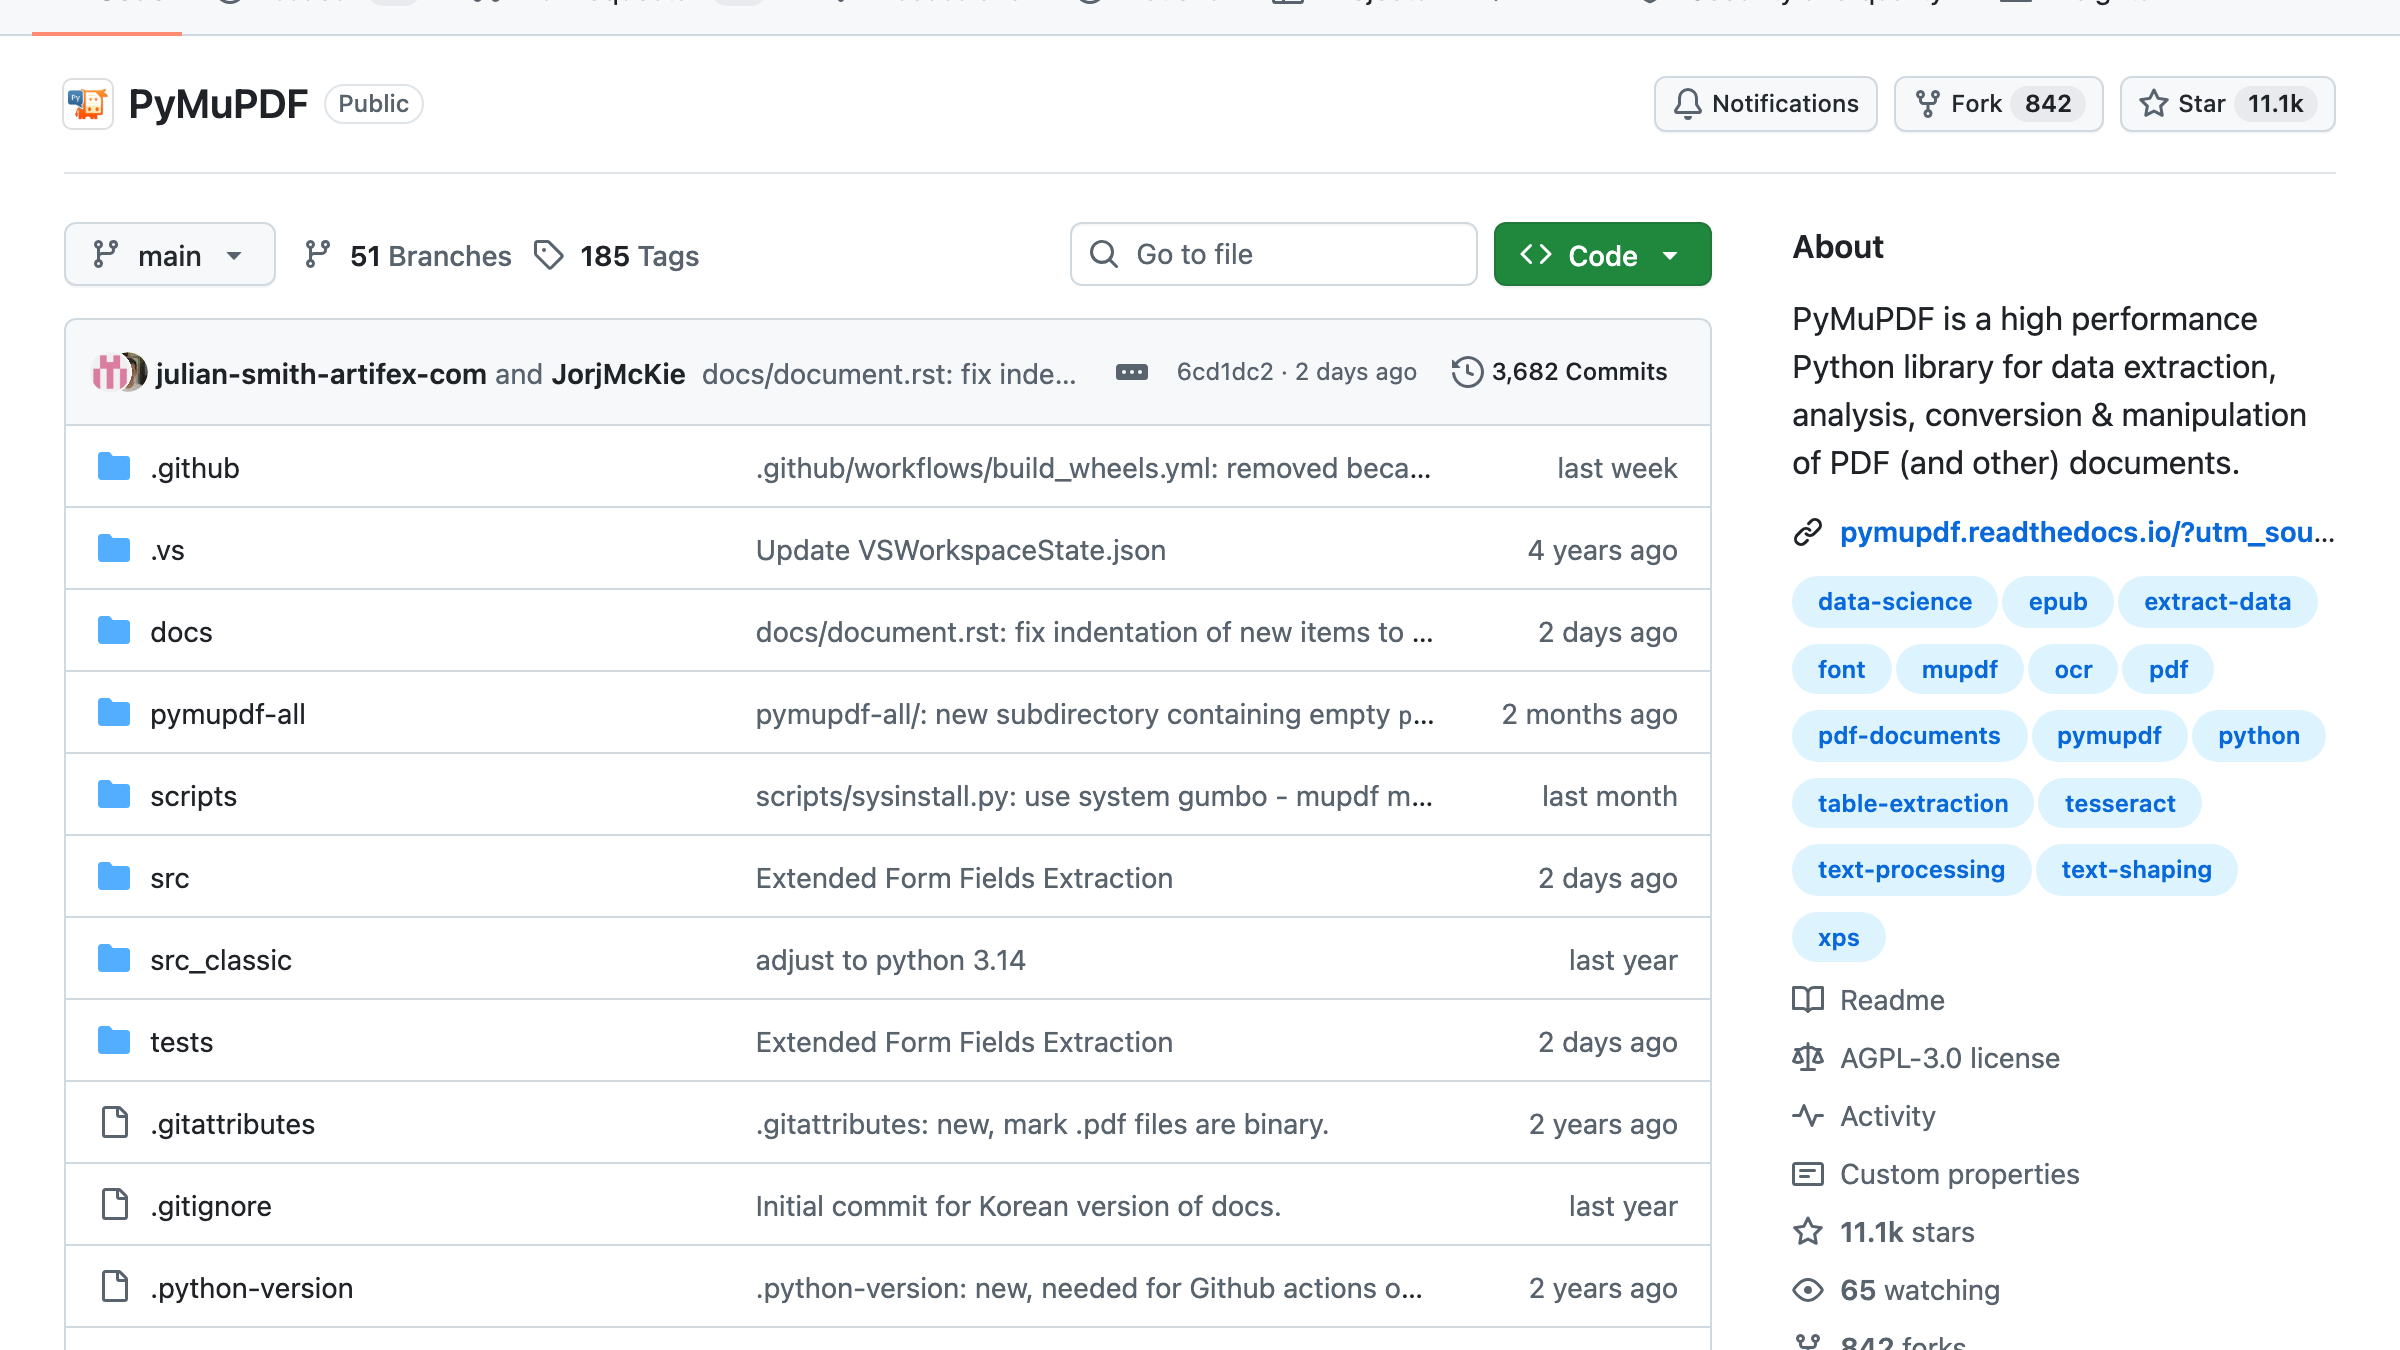 PyMuPDF Public
Notifications Fork 842 Star 11.1k
main 51 Branches 185 Tags
Go to file Code
julian-smith-artifex-com and JorjMcKie docs/document.rst: fix inde... 6cd1dc2 · 2 days ago 3,682 Commits
.github .github/workflows/build_wheels.yml: removed beca... last week
.vs Update VSWorkspaceState.json 4 years ago
docs docs/document.rst: fix indentation of new items to ... 2 days ago
pymupdf-all pymupdf-all/: new subdirectory containing empty p... 2 months ago
scripts scripts/sysinstall.py: use system gumbo - mupdf m... last month
src Extended Form Fields Extraction 2 days ago
src_classic adjust to python 3.14 last year
tests Extended Form Fields Extraction 2 days ago
.gitattributes .gitattributes: new, mark .pdf files are binary. 2 years ago
.gitignore Initial commit for Korean version of docs. last year
.python-version .python-version: new, needed for Github actions o... 2 years ago
About
PyMuPDF is a high performance
Python library for data extraction,
analysis, conversion & manipulation
of PDF (and other) documents.
pymupdf.readthedocs.io/?utm_sou...
data-science epub extract-data
font mupdf ocr pdf
pdf-documents pymupdf python
table-extraction tesseract
text-processing text-shaping
xps
Readme
AGPL-3.0 license
Activity
Custom properties
11.1k stars
65 watching
842 forks